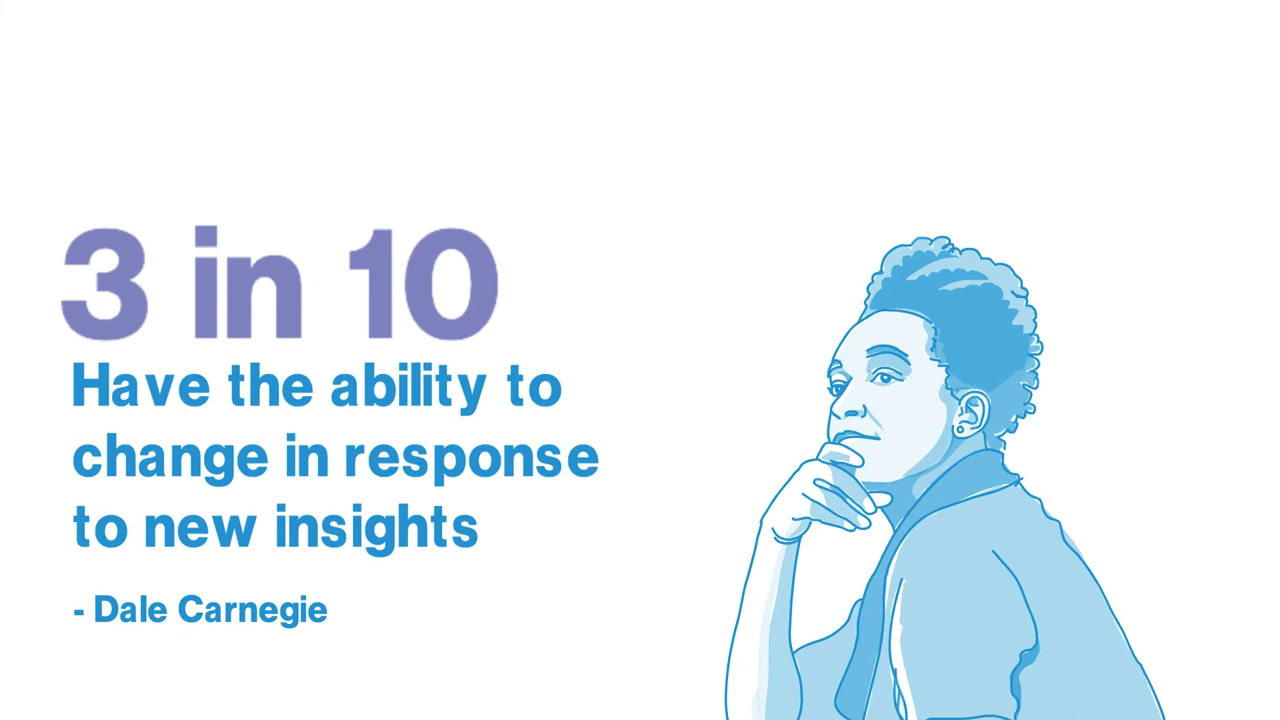 3 in 10
Have the ability to
change in response
to new insights
- Dale Carnegie